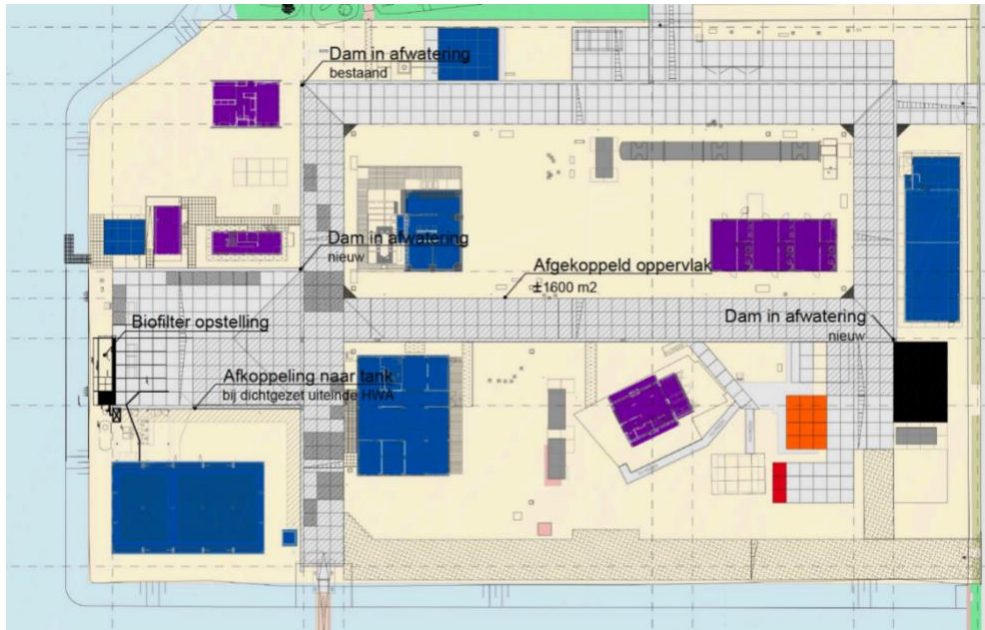 Dam in afwatering
bestaand
Dam in afwatering
nieuw
Afgekoppeld oppervlak
±1600 m2
Dam in afwatering
nieuw
Biofilter opstelling
Afkoppeling naar tank
bij dichtgezet uiteinde HWA